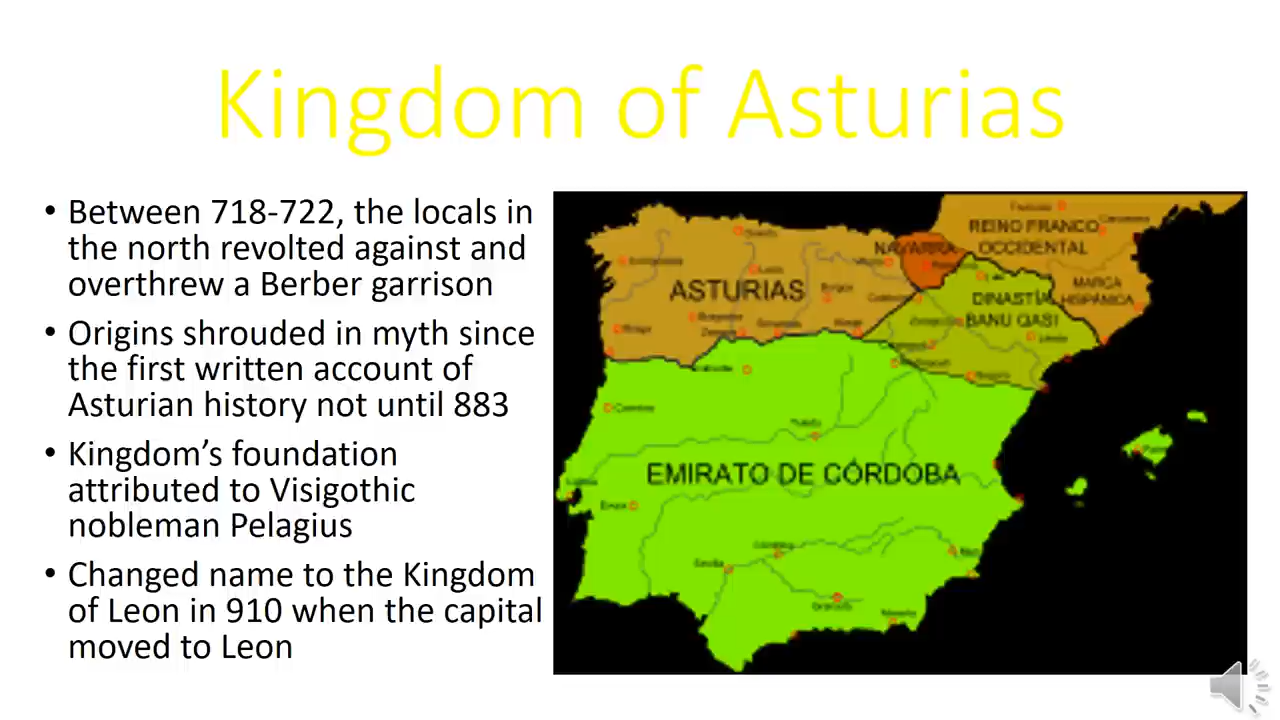 Kingdom of Asturias
• Between 718-722, the locals in
the north revolted against and
overthrew a Berber garrison
• Origins shrouded in myth since
the first written account of
Asturian history not until 883
• Kingdom’s foundation
attributed to Visigothic
nobleman Pelagius
• Changed name to the Kingdom
of Leon in 910 when the capital
moved to Leon
REINO FRANCO
OCCIDENTAL
NAVARRA
ASTURIAS
MARCA
HISPÁNICA
DINASTÍA
BANU QASI
EMIRATO DE CÓRDOBA